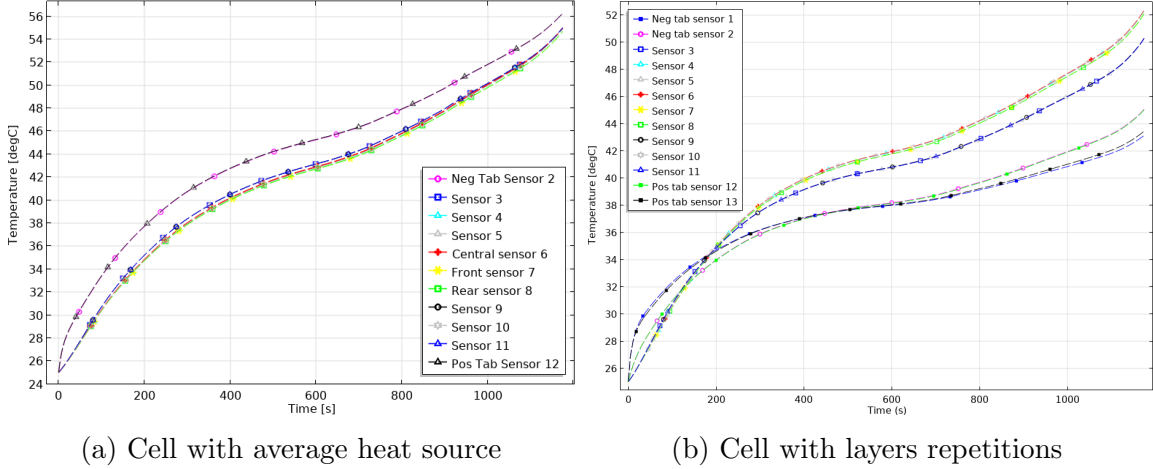 56
54
52
50
48
46
44
42
40
38
36
34
32
30
28
26
24
Temperature [degC]
Neg Tab Sensor 2
Sensor 3
Sensor 4
Sensor 5
Central sensor 6
Front sensor 7
Rear sensor 8
Sensor 9
Sensor 10
Sensor 11
Pos Tab Sensor 12
0 200 400 600 800 1000
Time [s]
(a) Cell with average heat source
52
50
48
46
44
42
40
38
36
34
32
30
28
26
Temperature [degC]
Neg tab sensor 1
Neg tab sensor 2
Sensor 3
Sensor 4
Sensor 5
Sensor 6
Sensor 7
Sensor 8
Sensor 9
Sensor 10
Sensor 11
Pos tab sensor 12
Pos tab sensor 13
0 200 400 600 800 1000
Time (s)
(b) Cell with layers repetitions